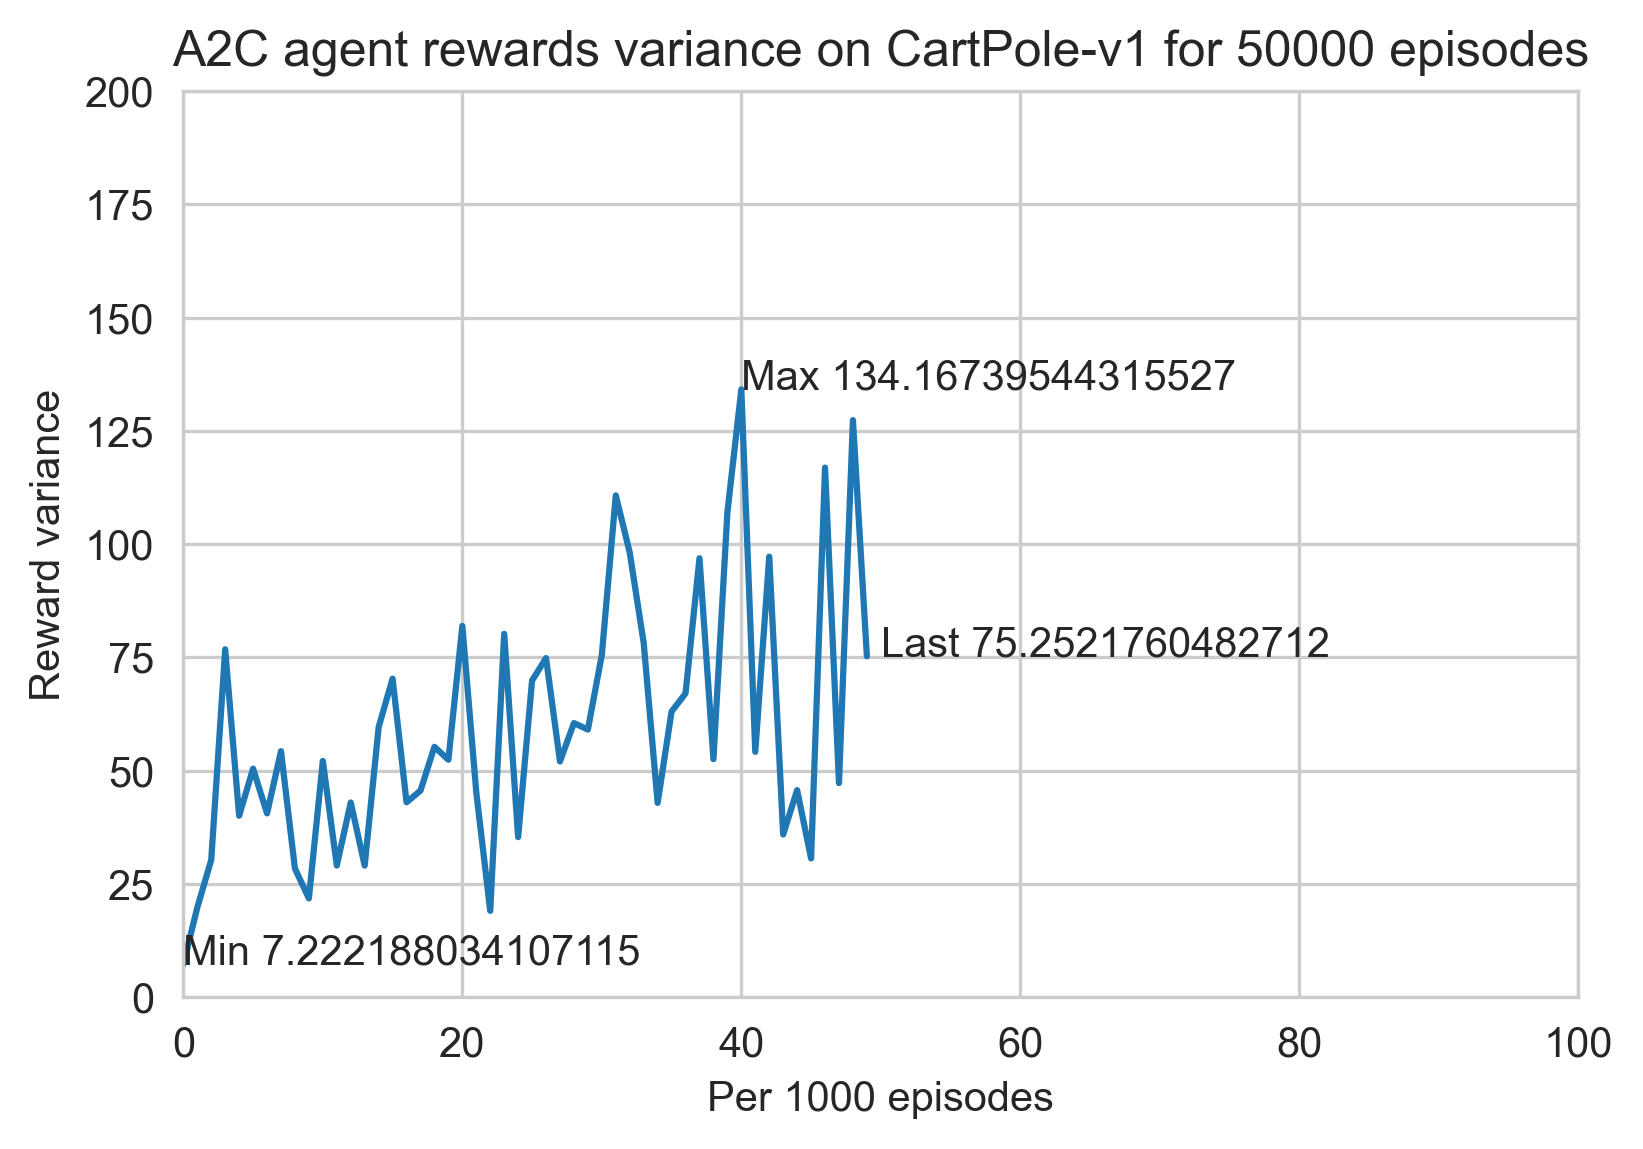 A2C agent rewards variance on CartPole-v1 for 50000 episodes
200
175
150
125
100
75
50
25
0
Reward variance
Max 134.16739544315527
Last 75.2521760482712
Min 7.222188034107115
0 20 40 60 80 100
Per 1000 episodes